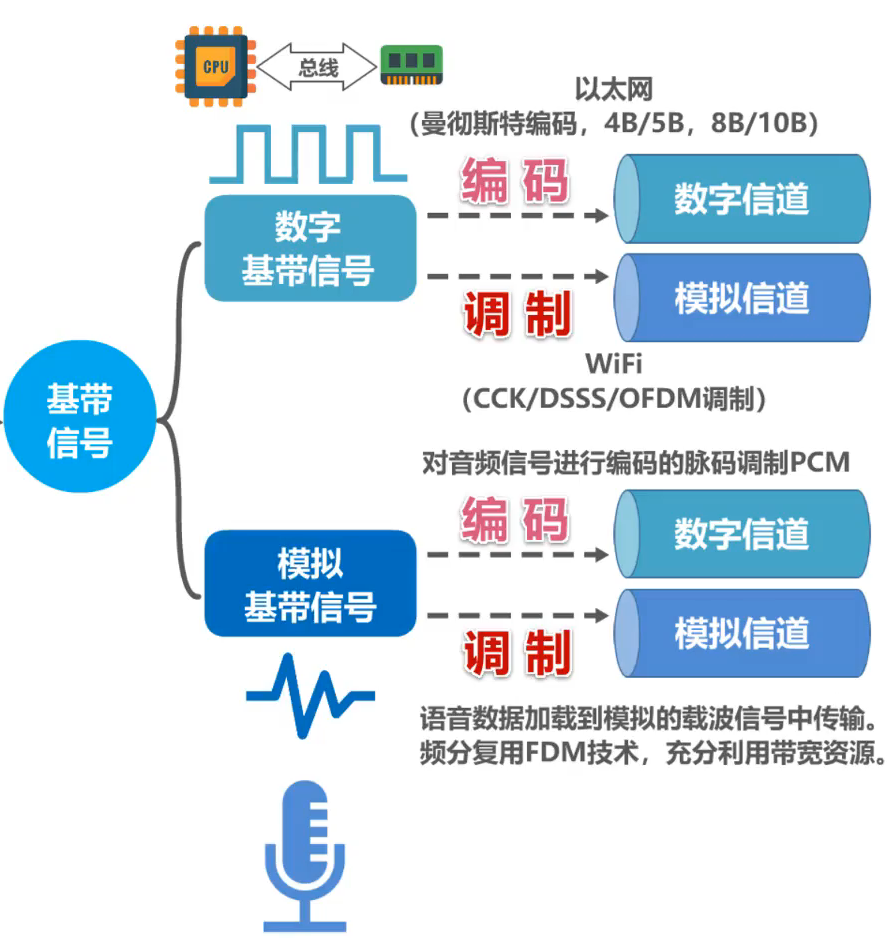 CPU
总线
以太网
（曼彻斯特编码，4B/5B，8B/10B）
编码
数字信道
数字
基带信号
模拟信道
调制
WiFi
（CCK/DSSS/OFDM调制）
基带
信号
对音频信号进行编码的脉码调制PCM
编码
数字信道
模拟
基带信号
模拟信道
调制
语音数据加载到模拟的载波信号中传输。
频分复用FDM技术，充分利用带宽资源。